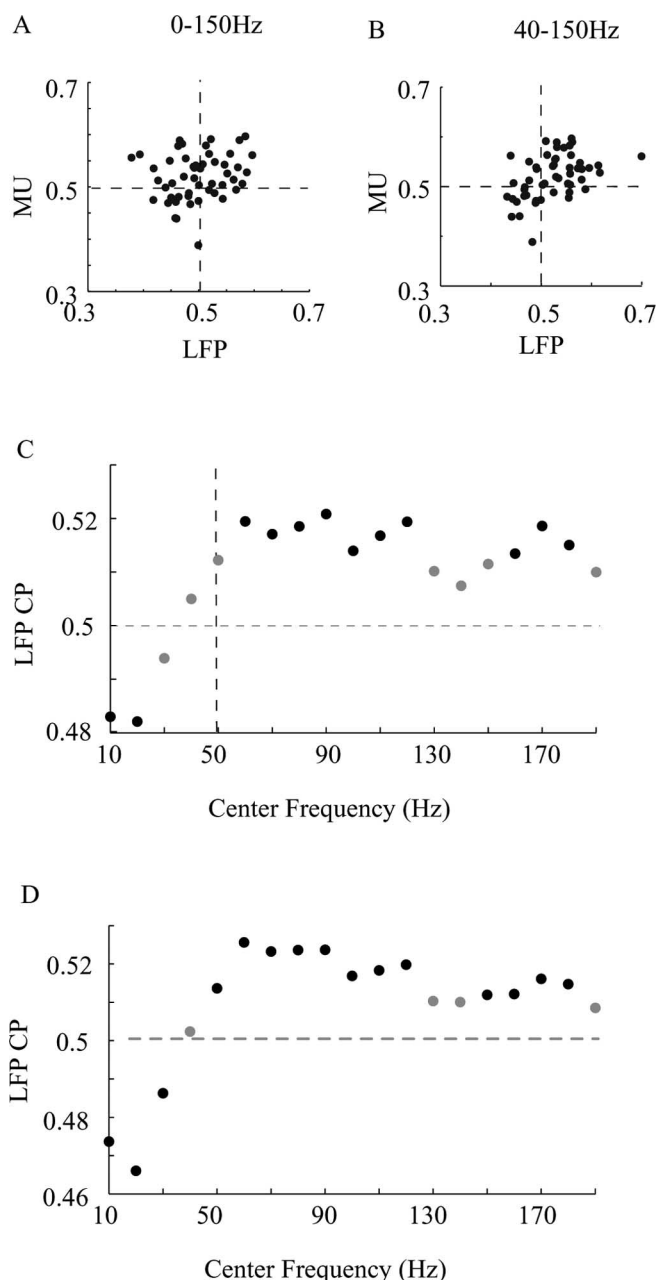 A 0-150Hz B 40-150Hz
0.7 0.7
MU 0.5 MU 0.5
0.3 0.3
0.3 0.5 0.7 0.3 0.5 0.7
LFP LFP
C
0.52
LFP CP 0.5
0.48
10 50 90 130 170
Center Frequency (Hz)
D
0.52
LFP CP 0.5
0.48
0.46
10 50 90 130 170
Center Frequency (Hz)